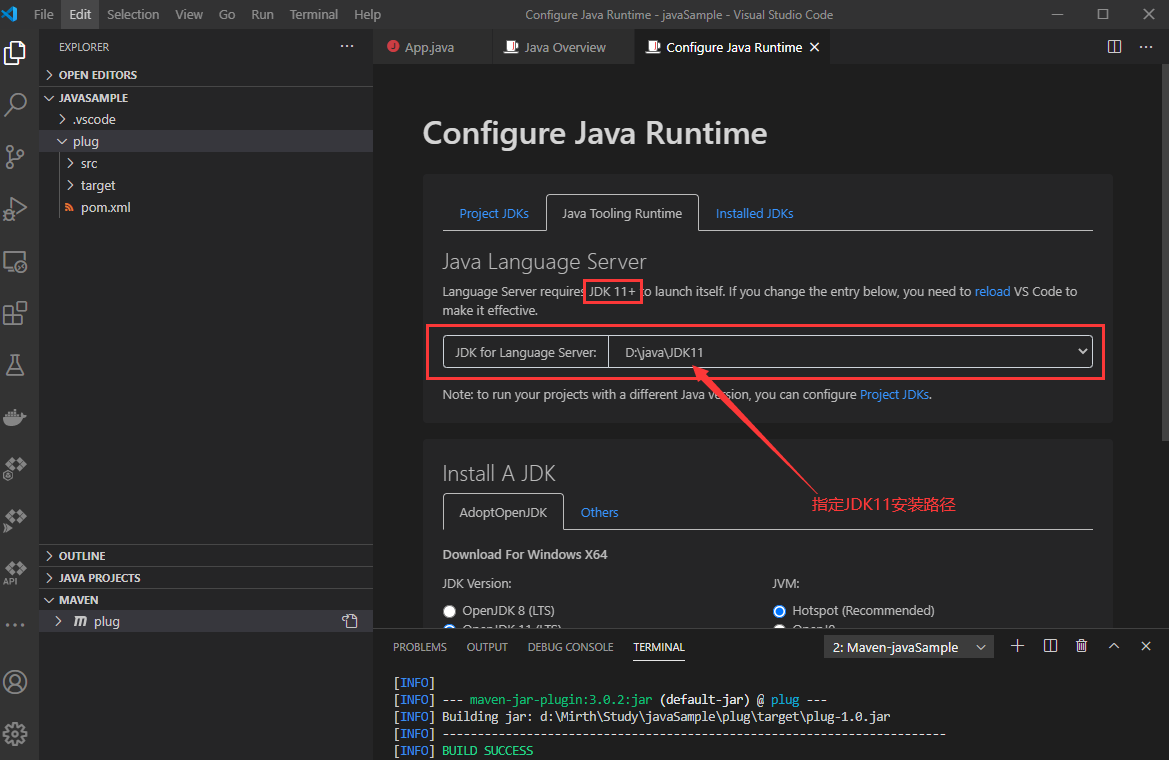 File Edit Selection View Go Run Terminal Help
Configure Java Runtime - javaSample - Visual Studio Code
EXPLORER
OPEN EDITORS
JAVASAMPLE
.vscode
plug
src
target
pom.xml
OUTLINE
JAVA PROJECTS
MAVEN
plug
API
App.java
Java Overview
Configure Java Runtime
Configure Java Runtime
Project JDKs
Java Tooling Runtime
Installed JDKs
Java Language Server
Language Server requires JDK 11+ to launch itself. If you change the entry below, you need to reload VS Code to
make it effective.
JDK for Language Server:
D:\java\JDK11
Note: to run your projects with a different Java version, you can configure Project JDKs.
指定JDK11安装路径
Install A JDK
AdoptOpenJDK
Others
Download For Windows X64
JDK Version:
JVM:
OpenJDK 8 (LTS)
Hotspot (Recommended)
OpenJDK 11 (LTS)
OpenJ9
PROBLEMS OUTPUT DEBUG CONSOLE TERMINAL
2: Maven-javaSample
[INFO]
[INFO] --- maven-jar-plugin:3.0.2:jar (default-jar) @ plug ---
[INFO] Building jar: d:\Mirth\Study\javaSample\plug\target\plug-1.0.jar
[INFO] ------------------------------------------------------------------------
[INFO] BUILD SUCCESS